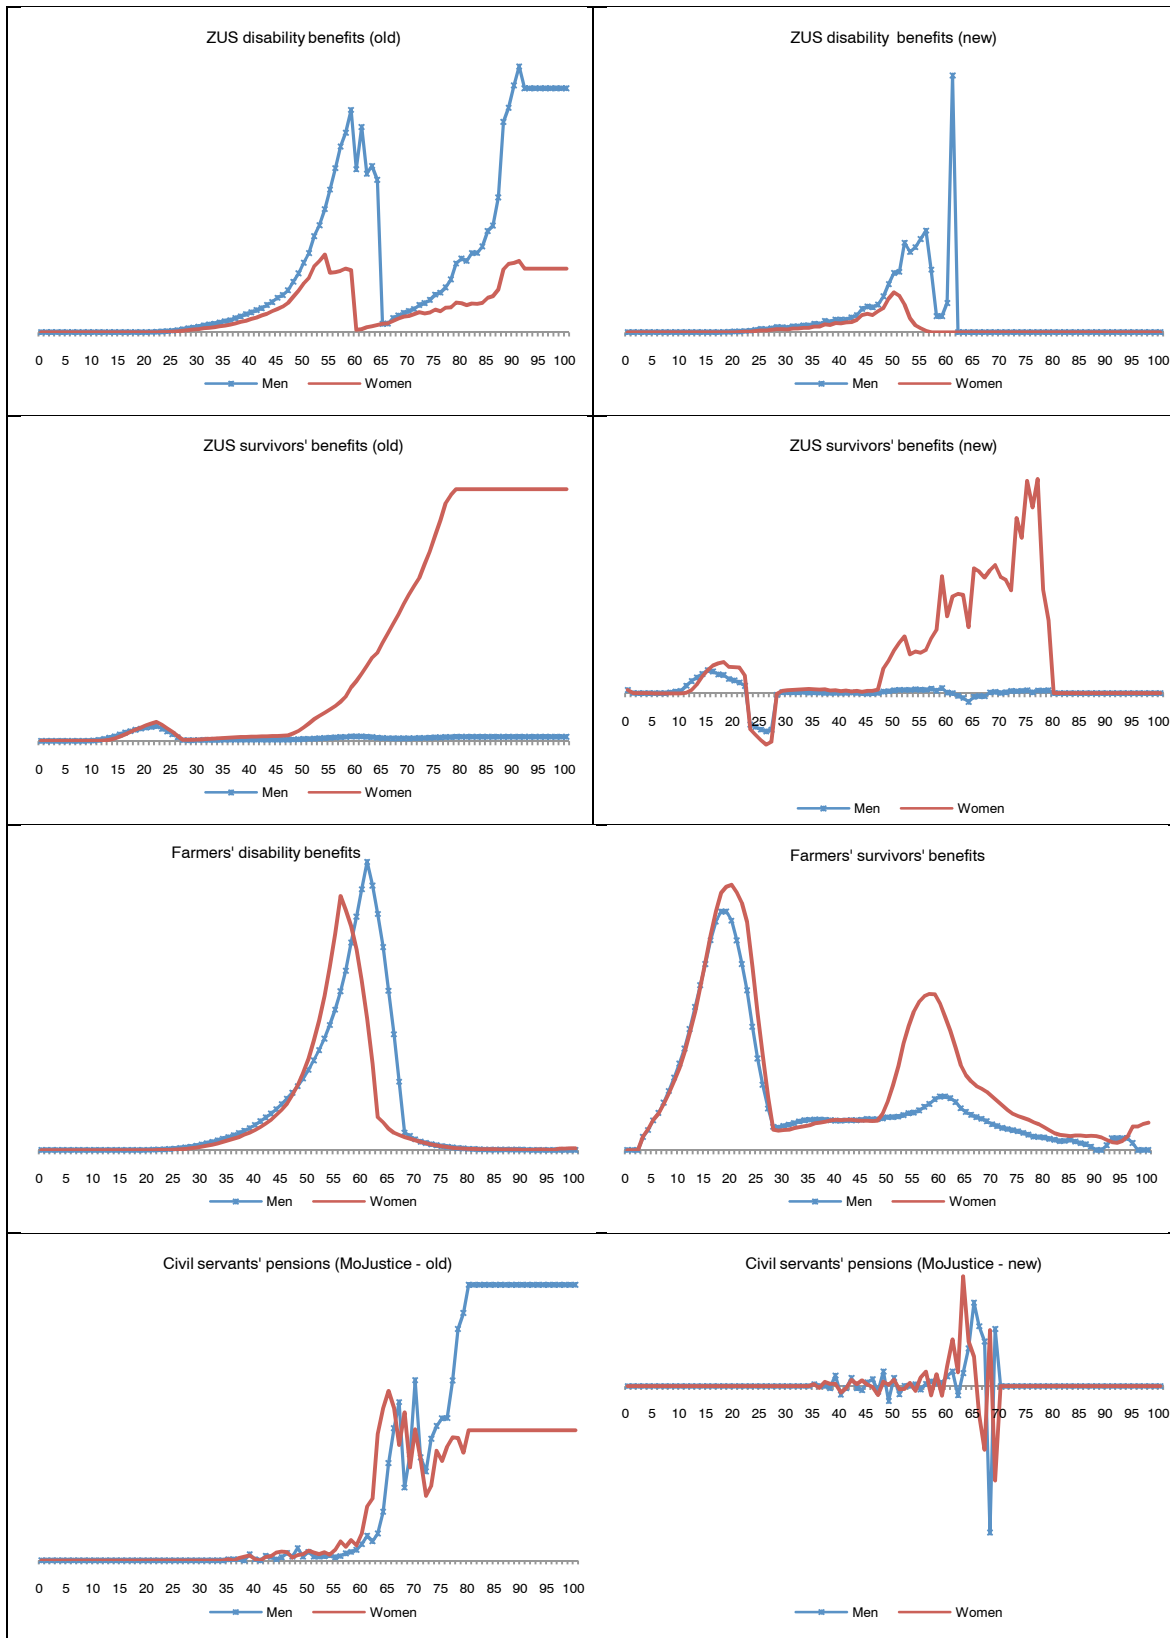 ZUS disability benefits (old)
0 5 10 15 20 25 30 35 40 45 50 55 60 65 70 75 80 85 90 95 100
Men Women
ZUS disability benefits (new)
0 5 10 15 20 25 30 35 40 45 50 55 60 65 70 75 80 85 90 95 100
Men Women
ZUS survivors' benefits (old)
0 5 10 15 20 25 30 35 40 45 50 55 60 65 70 75 80 85 90 95 100
Men Women
ZUS survivors' benefits (new)
0 5 10 15 20 25 30 35 40 45 50 55 60 65 70 75 80 85 90 95 100
Men Women
Farmers' disability benefits
0 5 10 15 20 25 30 35 40 45 50 55 60 65 70 75 80 85 90 95 100
Men Women
Farmers' survivors' benefits
0 5 10 15 20 25 30 35 40 45 50 55 60 65 70 75 80 85 90 95 100
Men Women
Civil servants' pensions (MoJustice - old)
0 5 10 15 20 25 30 35 40 45 50 55 60 65 70 75 80 85 90 95 100
Men Women
Civil servants' pensions (MoJustice - new)
0 5 10 15 20 25 30 35 40 45 50 55 60 65 70 75 80 85 90 95 100
Men Women